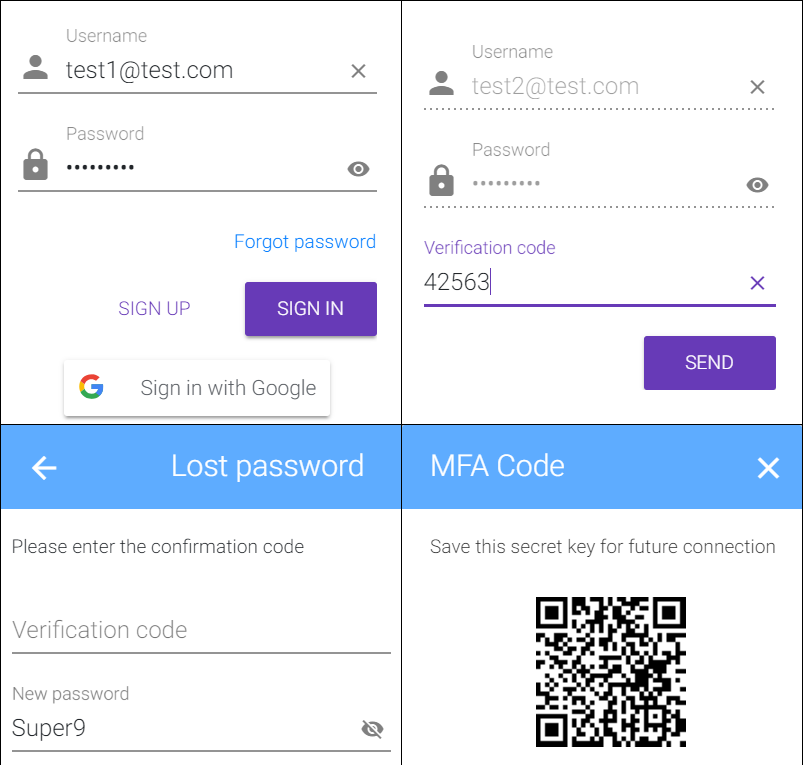 Username
test1@test.com
Password
•••••••••
Forgot password
SIGN UP
SIGN IN
Sign in with Google
Username
test2@test.com
Password
•••••••••
Verification code
42563
SEND
Lost password
Please enter the confirmation code
Verification code
New password
Super9
MFA Code
Save this secret key for future connection